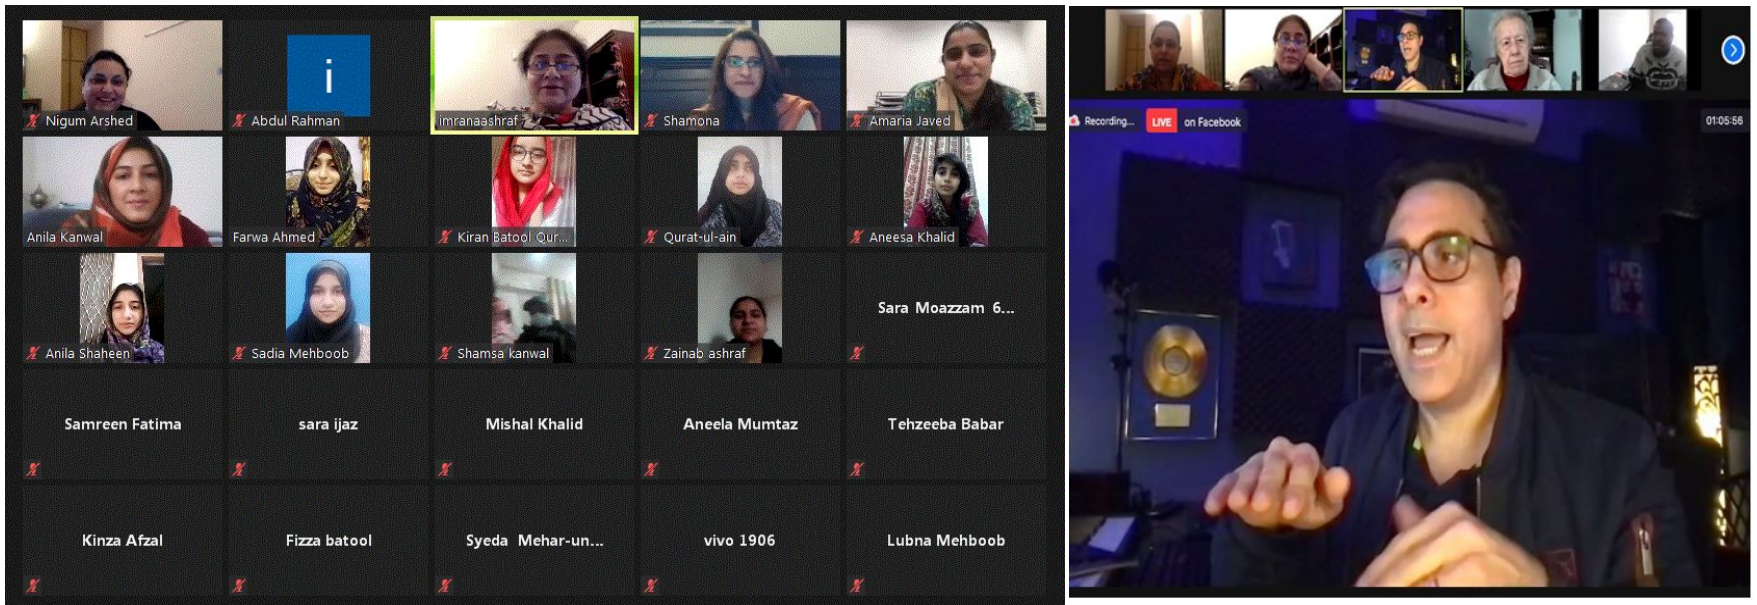 Nigum Arshed
i
Abdul Rahman
imranaashraf
Shamona
Amaria Javed
Anila Kanwal
Farwa Ahmed
Kiran Batool Qur...
Qurat-ul-ain
Aneesa Khalid
Anila Shaheen
Sadia Mehboob
Shamsa kanwal
Zainab ashraf
Sara Moazzam 6...
Samreen Fatima
sara ijaz
Mishal Khalid
Aneela Mumtaz
Tehzeeba Babar
Kinza Afzal
Fizza batool
Syeda Mehar-un...
vivo 1906
Lubna Mehboob
Recording...
LIVE on Facebook
01:05:56